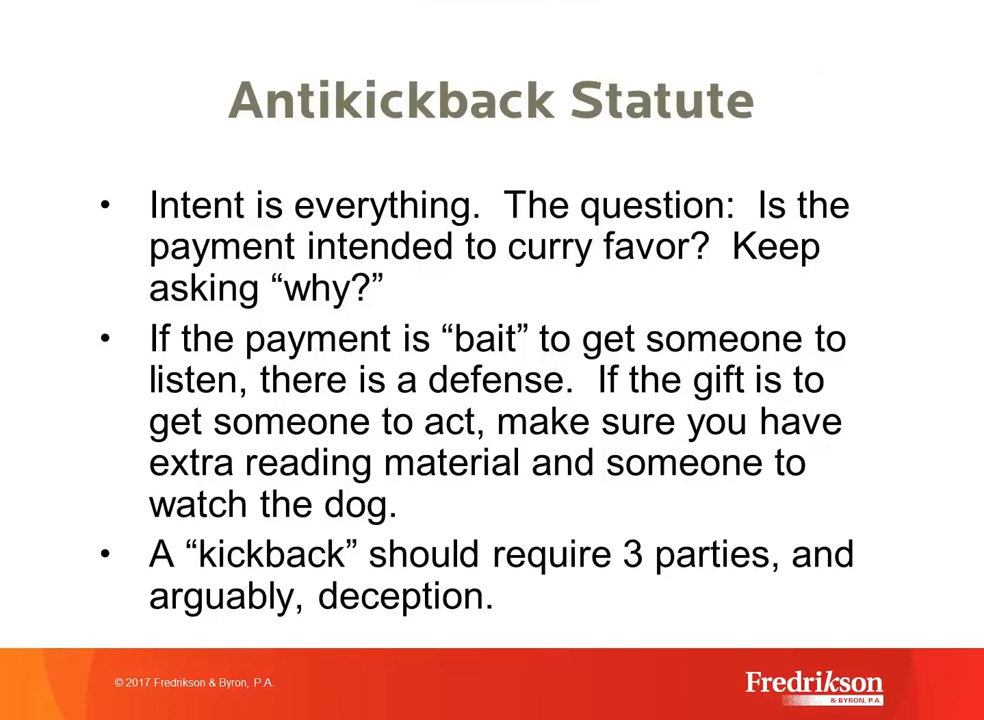 Antikickback Statute
• Intent is everything.  The question:  Is the
payment intended to curry favor?  Keep
asking “why?”
• If the payment is “bait” to get someone to
listen, there is a defense.  If the gift is to
get someone to act, make sure you have
extra reading material and someone to
watch the dog.
• A “kickback” should require 3 parties, and
arguably, deception.
© 2017 Fredrikson & Byron, P.A.
Fredrikson
& BYRON, P.A.